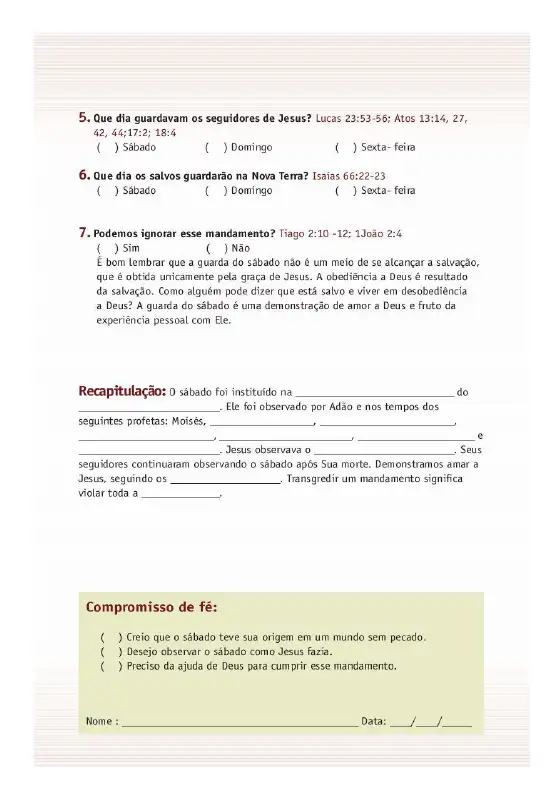 5. Que dia guardavam os seguidores de Jesus? Lucas 23:53-56; Atos 13:14, 27,
42, 44;17:2; 18:4
( ) Sábado ( ) Domingo ( ) Sexta- feira
6. Que dia os salvos guardarão na Nova Terra? Isaias 66:22-23
( ) Sábado ( ) Domingo ( ) Sexta- feira
7. Podemos ignorar esse mandamento? Tiago 2:10 -12; 1João 2:4
( ) Sim ( ) Não
É bom lembrar que a guarda do sábado não é um meio de se alcançar a salvação,
que é obtida unicamente pela graça de Jesus. A obediência a Deus é resultado
da salvação. Como alguém pode dizer que está salvo e viver em desobediência
a Deus? A guarda do sábado é uma demonstração de amor a Deus e fruto da
experiência pessoal com Ele.
Recapitulação: O sábado foi instituído na ____________________________ do
_________________________. Ele foi observado por Adão e nos tempos dos
seguintes profetas: Moisés, __________________, ________________________,
________________________, ________________________, _____________________ e
_________________________. Jesus observava o _________________________. Seus
seguidores continuaram observando o sábado após Sua morte. Demonstramos amar a
Jesus, seguindo os ____________________. Transgredir um mandamento significa
violar toda a ______________.
Compromisso de fé:
( ) Creio que o sábado teve sua origem em um mundo sem pecado.
( ) Desejo observar o sábado como Jesus fazia.
( ) Preciso da ajuda de Deus para cumprir esse mandamento.
Nome : __________________________________________ Data: ____/____/_____